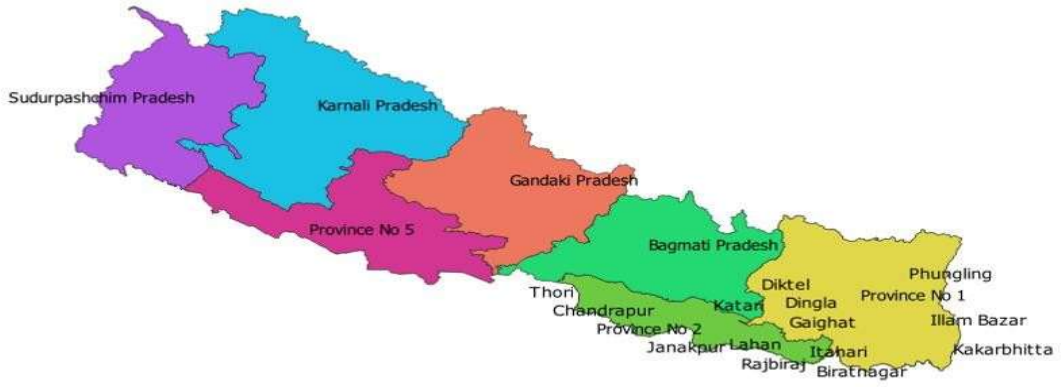 Sudurpashchim Pradesh
Karnali Pradesh
Gandaki Pradesh
Province No 5
Bagmati Pradesh
Phungling
Diktel
Thori
Province No 1
Dingla
Katari
Chandrapur
Illam Bazar
Gaighat
Province No 2
Lahan
Janakpur
Kakarbhitta
Itahari
Rajbiraj
Biratnagar